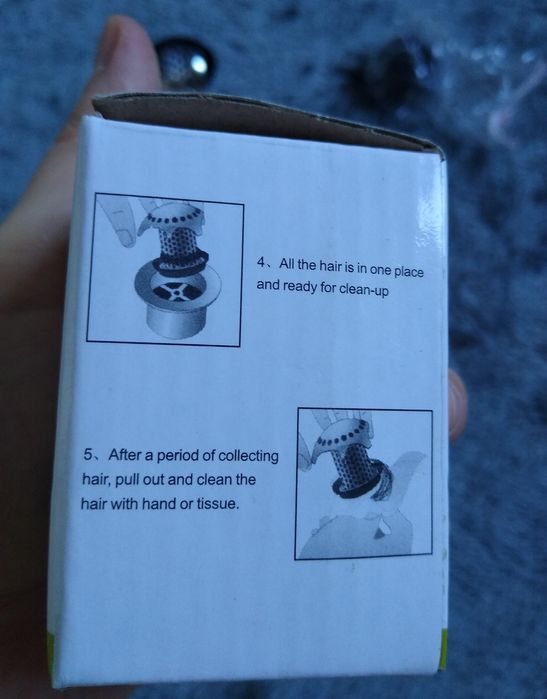 4、All the hair is in one place
and ready for clean-up
5、After a period of collecting
hair, pull out and clean the
hair with hand or tissue.